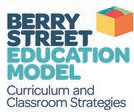 BERRY
STREET
EDUCATION
MODEL
Curriculum and
Classroom Strategies